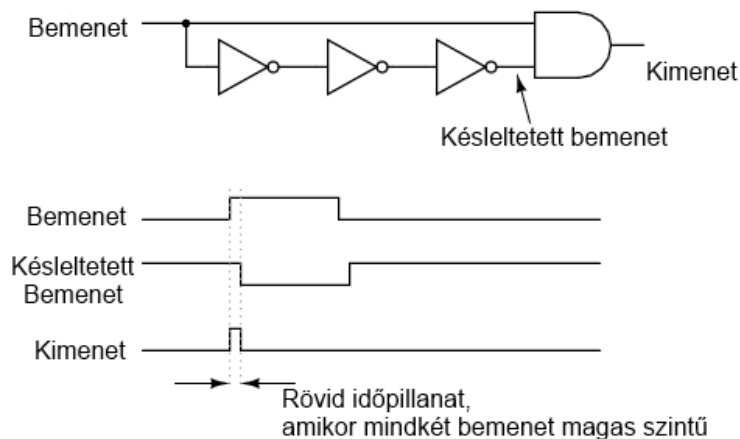 Bemenet
Kimenet
Késleltetett bemenet
Bemenet
Késleltetett
Bemenet
Kimenet
Rövid időpillanat,
amikor mindkét bemenet magas szintű